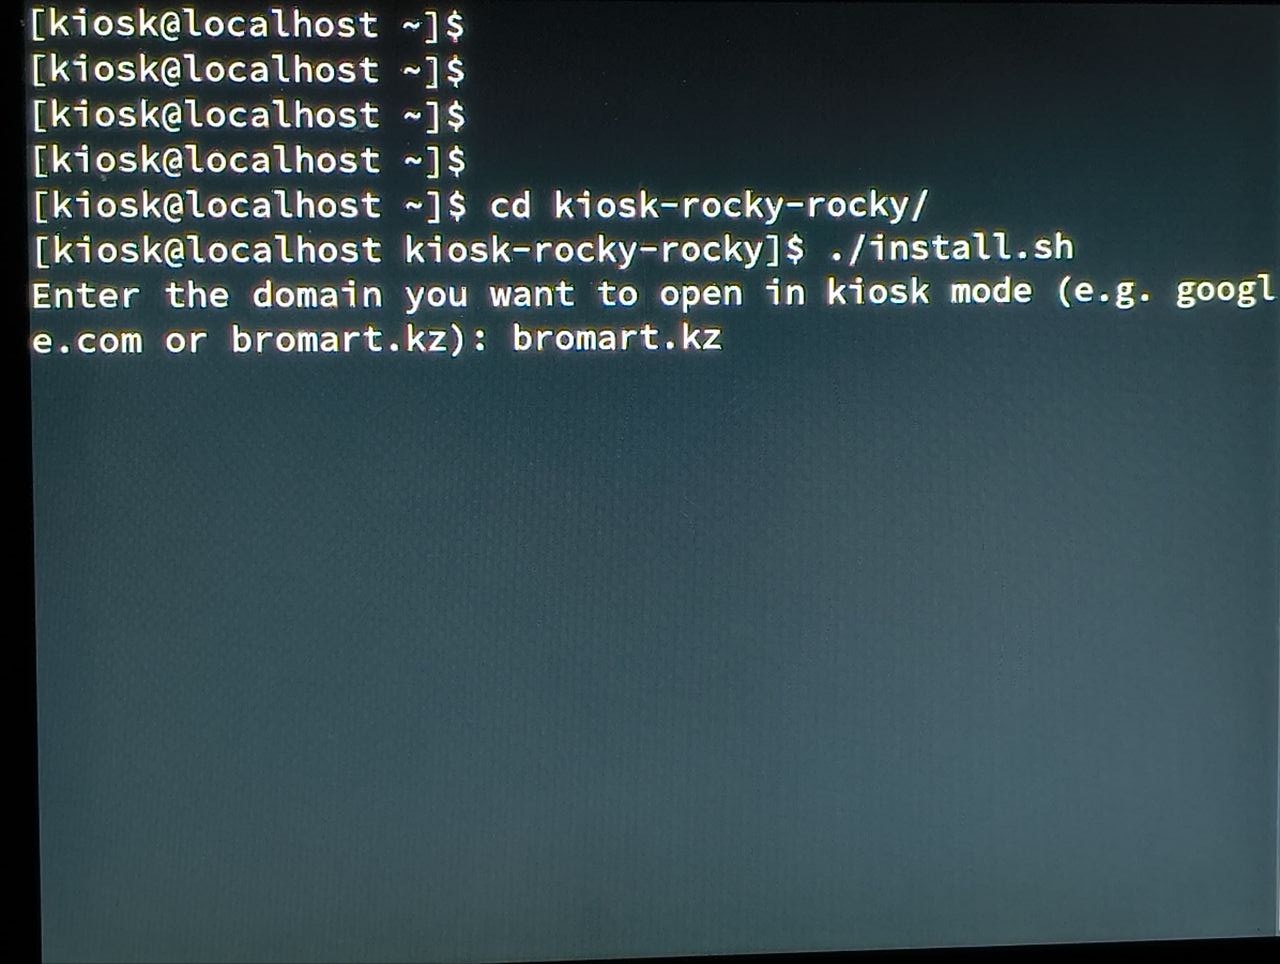 [kiosk@localhost ~]$
[kiosk@localhost ~]$
[kiosk@localhost ~]$
[kiosk@localhost ~]$
[kiosk@localhost ~]$ cd kiosk-rocky-rocky/
[kiosk@localhost kiosk-rocky-rocky]$ ./install.sh
Enter the domain you want to open in kiosk mode (e.g. googl
e.com or bromart.kz): bromart.kz